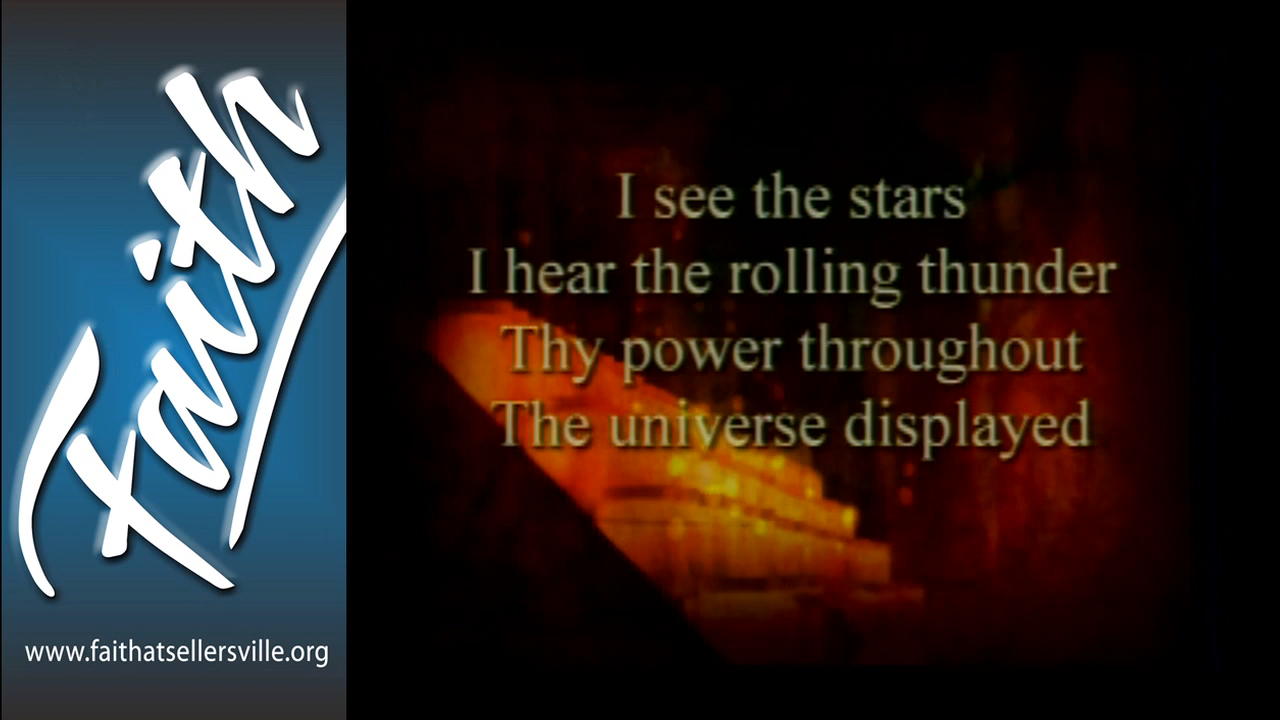 Faith
www.faithatsellersville.org
I see the stars
I hear the rolling thunder
Thy power throughout
The universe displayed